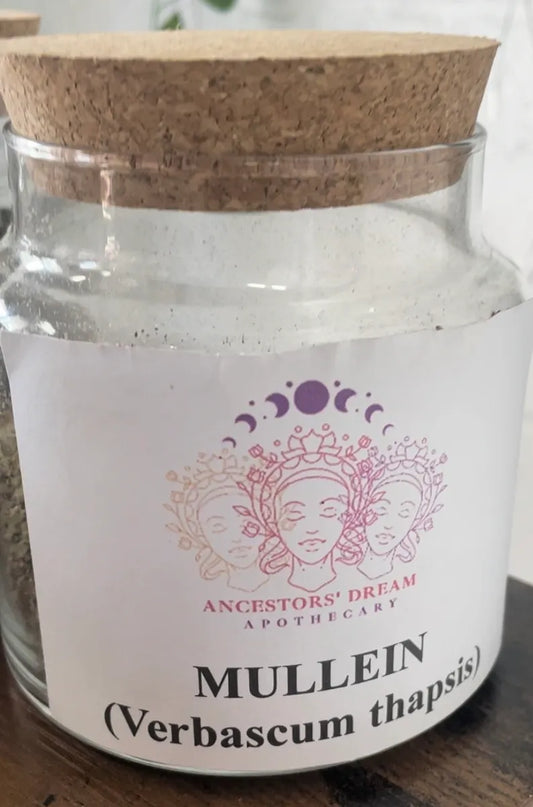 ANCESTORS' DREAM
APOTHECARY
MULLEIN
(Verbascum thapsis)